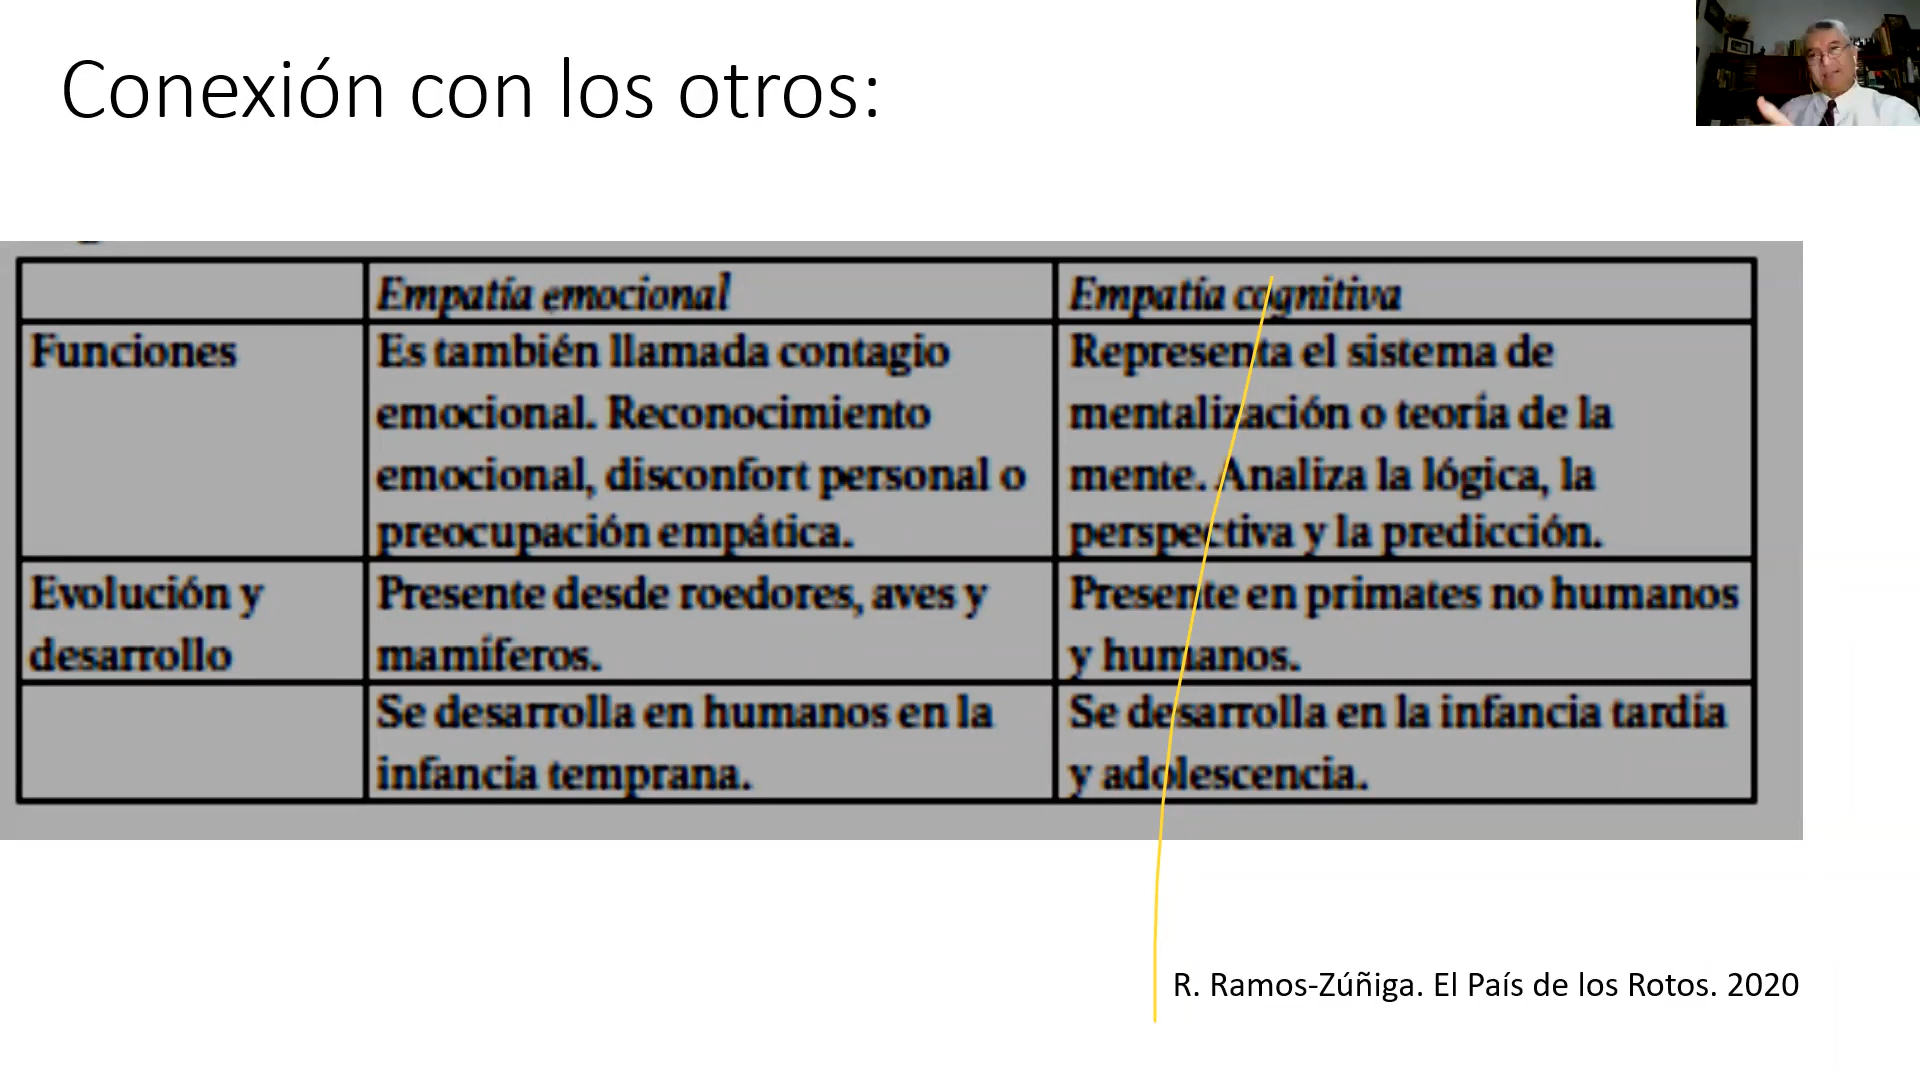 Conexión con los otros:
Empatía emocional
Empatía cognitiva
Funciones
Es también llamada contagio
emocional. Reconocimiento
emocional, disconfort personal o
preocupación empática.
Representa el sistema de
mentalización o teoría de la
mente. Analiza la lógica, la
perspectiva y la predicción.
Evolución y
desarrollo
Presente desde roedores, aves y
mamíferos.
Presente en primates no humanos
y humanos.
Se desarrolla en humanos en la
infancia temprana.
Se desarrolla en la infancia tardía
y adolescencia.
R. Ramos-Zúñiga. El País de los Rotos. 2020